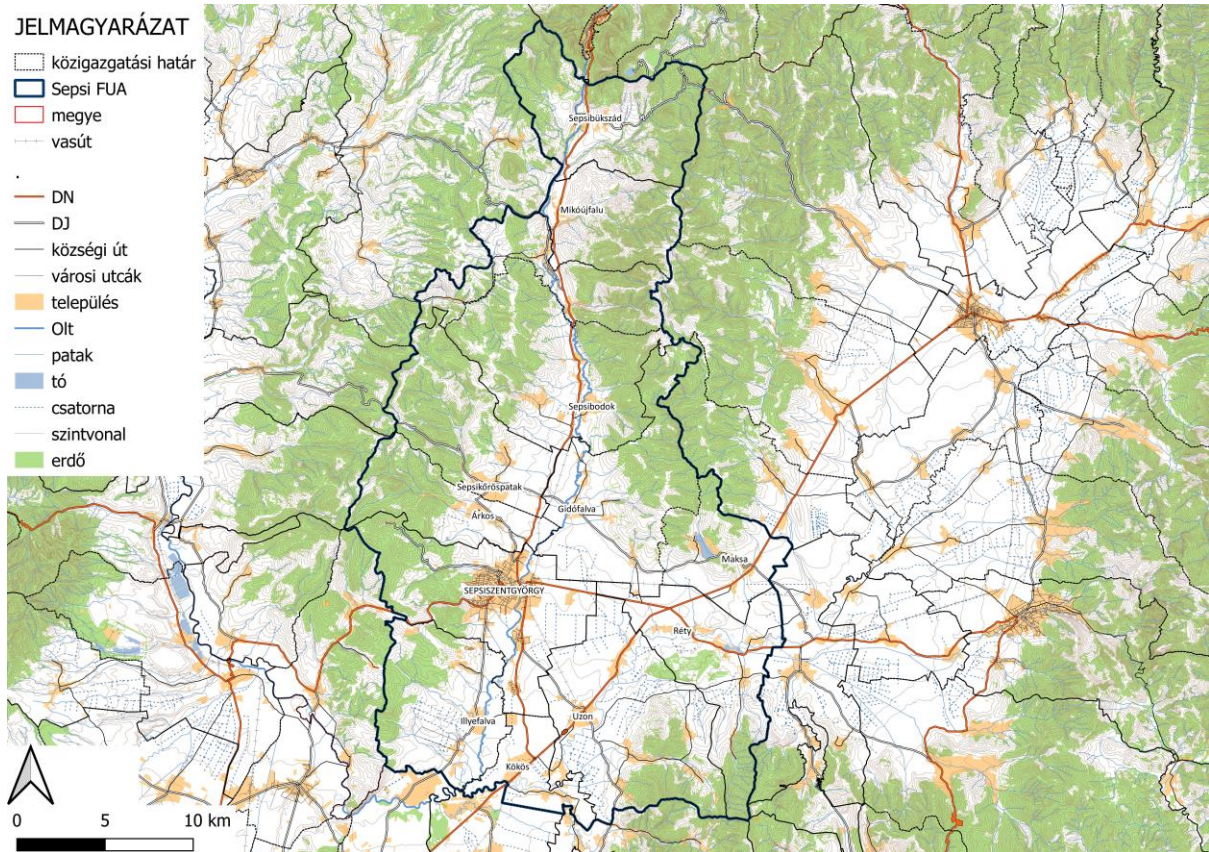 JELMAGYARÁZAT
közigazgatási határ
Sepsi FUA
megye
vasút
.
DN
DJ
községi út
városi utcák
település
Olt
patak
tó
csatorna
szintvonal
erdő
Sepsibükszád
Mikóújfalu
Sepsibodok
Sepsikőröspatak
Gidófalva
Árkos
Maksa
SEPSISZENTGYÖRGY
Réty
Illyefalva
Uzon
Kökös
0 5 10 km